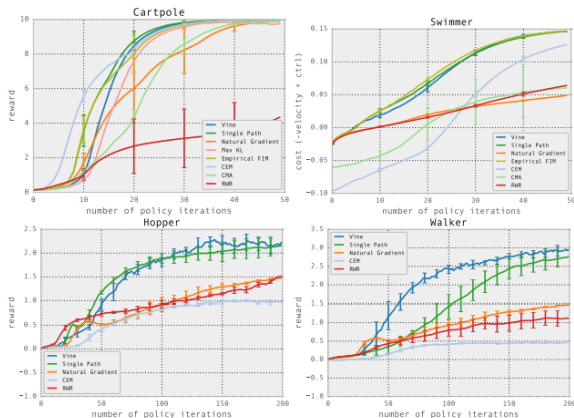 Cartpole
10
8
6
4
2
0
reward
Vine
Single Path
Natural Gradient
Max KL
Empirical FIM
CEM
CMA
RWR
0 10 20 30 40 50
number of policy iterations
Swimmer
0.15
0.10
0.05
0.00
-0.05
-0.10
cost (-velocity + ctrl)
Vine
Single Path
Natural Gradient
Empirical FIM
CEM
CMA
RWR
0 10 20 30 40 50
number of policy iterations
Hopper
2.5
2.0
1.5
1.0
0.5
0.0
-0.5
-1.0
reward
Vine
Single Path
Natural Gradient
CEM
RWR
0 50 100 150 200
number of policy iterations
Walker
3.5
3.0
2.5
2.0
1.5
1.0
0.5
0.0
-0.5
-1.0
reward
Vine
Single Path
Natural Gradient
CEM
RWR
0 50 100 150 200
number of policy iterations